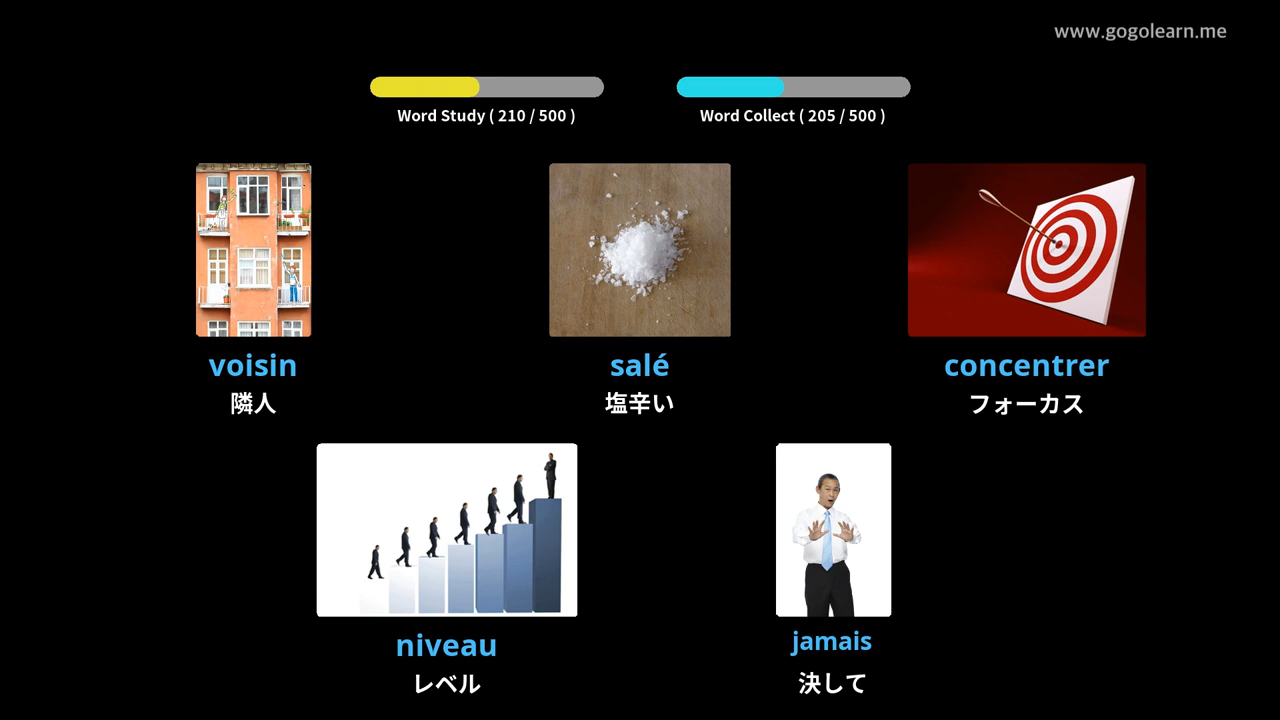 www.gogolearn.me
Word Study ( 210 / 500 )
Word Collect ( 205 / 500 )
voisin
隣人
salé
塩辛い
concentrer
フォーカス
niveau
レベル
jamais
決して